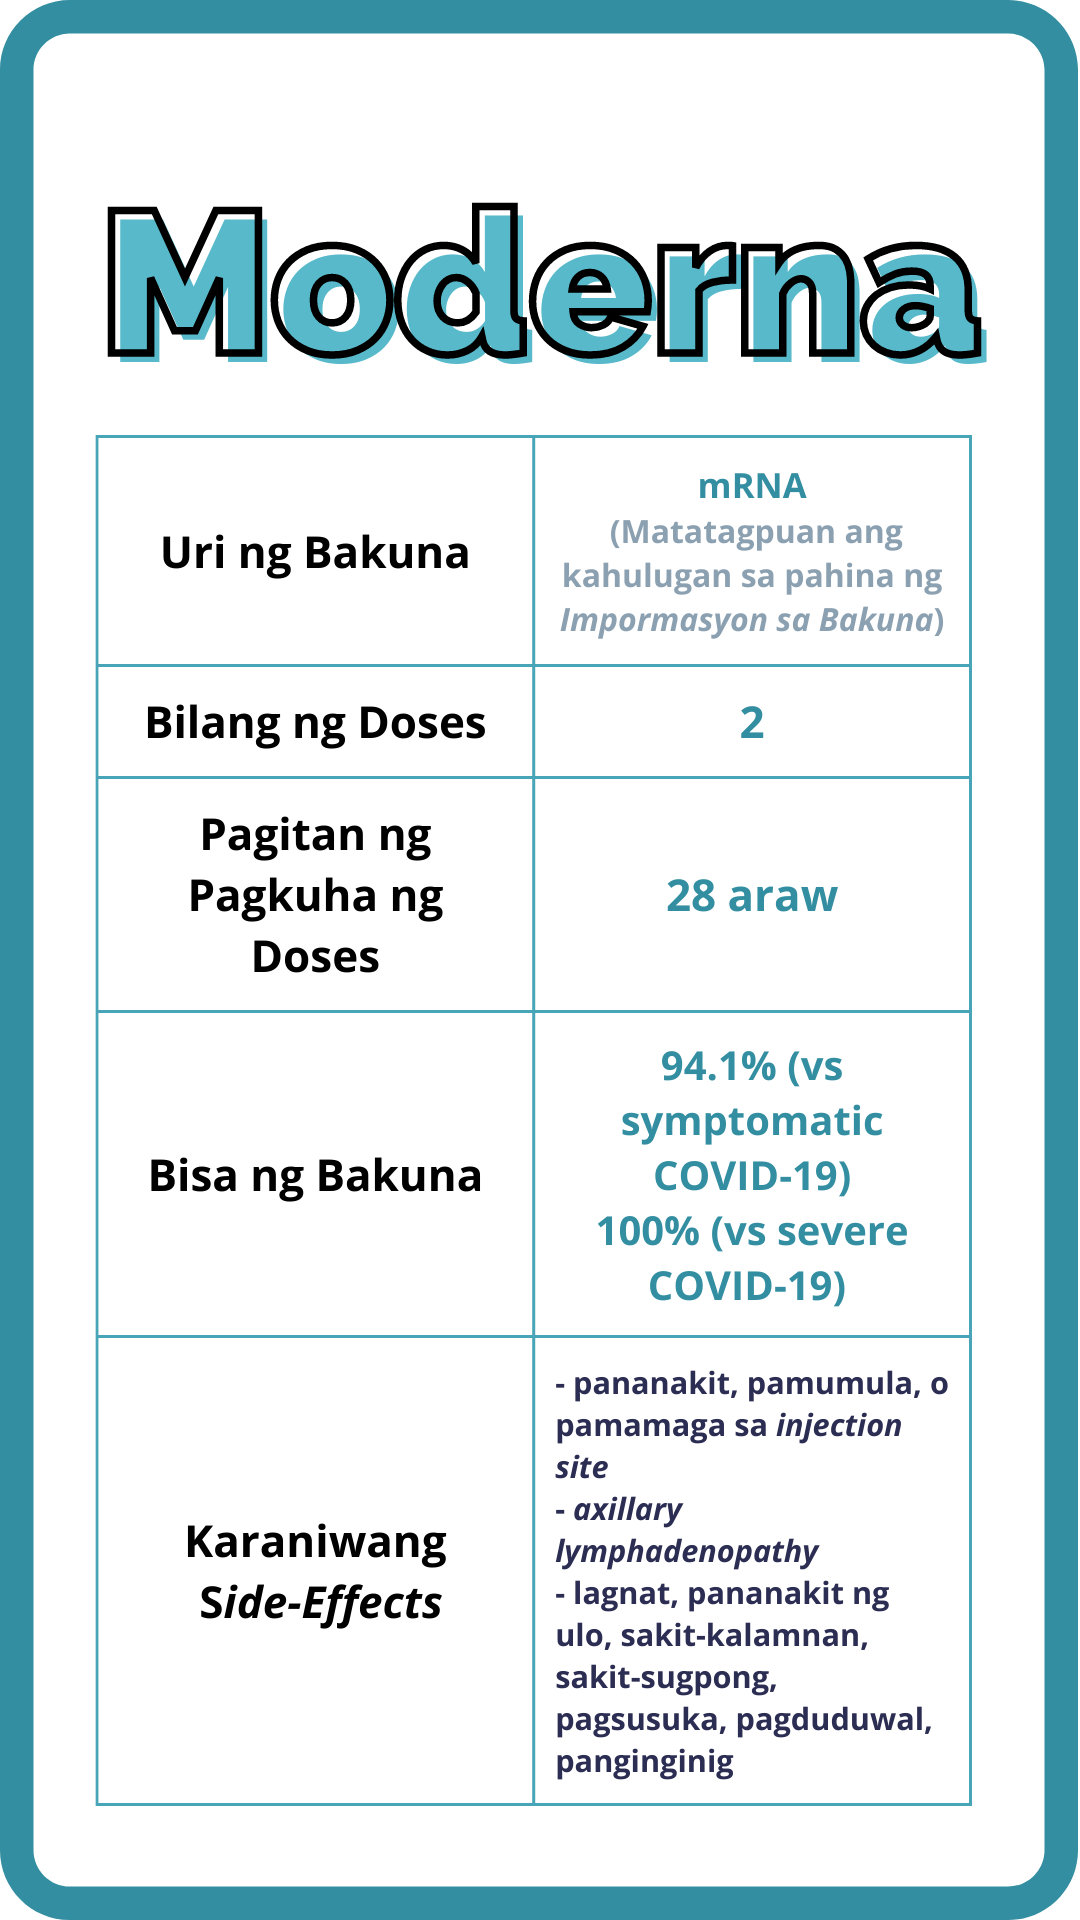 Moderna
Uri ng Bakuna
mRNA
(Matatagpuan ang
kahulugan sa pahina ng
Impormasyon sa Bakuna)
Bilang ng Doses
2
Pagitan ng
Pagkuha ng
Doses
28 araw
Bisa ng Bakuna
94.1% (vs
symptomatic
COVID-19)
100% (vs severe
COVID-19)
Karaniwang
Side-Effects
- pananakit, pamumula, o
pamamaga sa injection
site
- axillary
lymphadenopathy
- lagnat, pananakit ng
ulo, sakit-kalamnan,
sakit-sugpong,
pagsusuka, pagduduwal,
panginginig